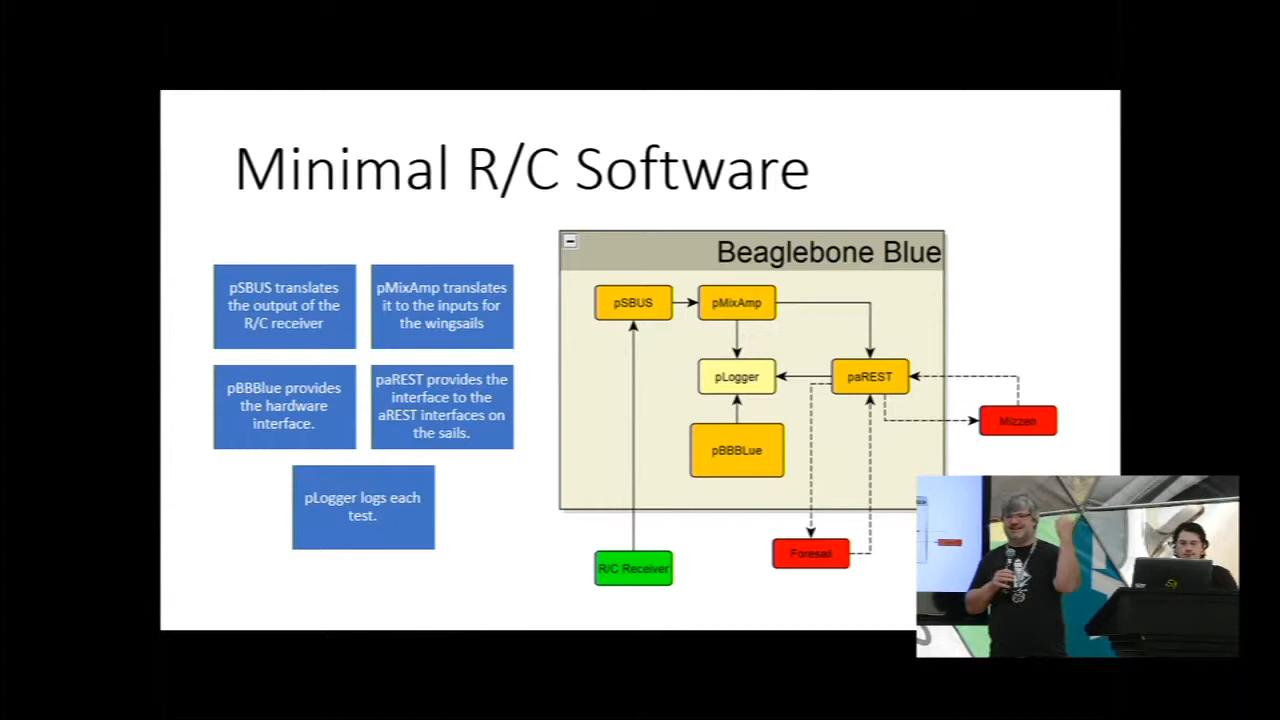 Minimal R/C Software
pSBUS translates
the output of the
R/C receiver
pMixAmp translates
it to the inputs for
the wingsails
pBBBlue provides
the hardware
interface.
paREST provides the
interface to the
aREST interfaces on
the sails.
pLogger logs each
test.
Beaglebone Blue
pSBUS
pMixAmp
pLogger
paREST
pBBBLue
Mizzen
Foresail
R/C Receiver